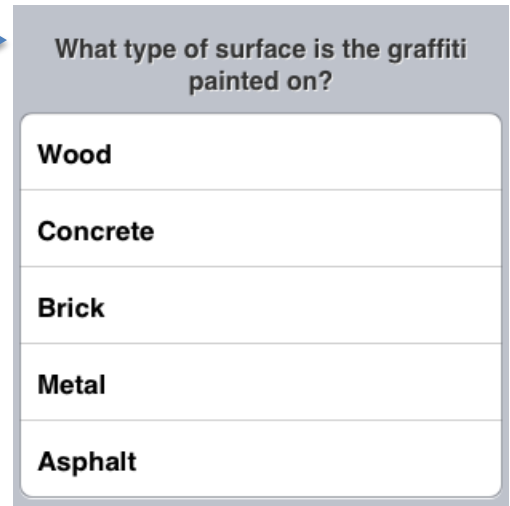 What type of surface is the graffiti
painted on?
Wood
Concrete
Brick
Metal
Asphalt